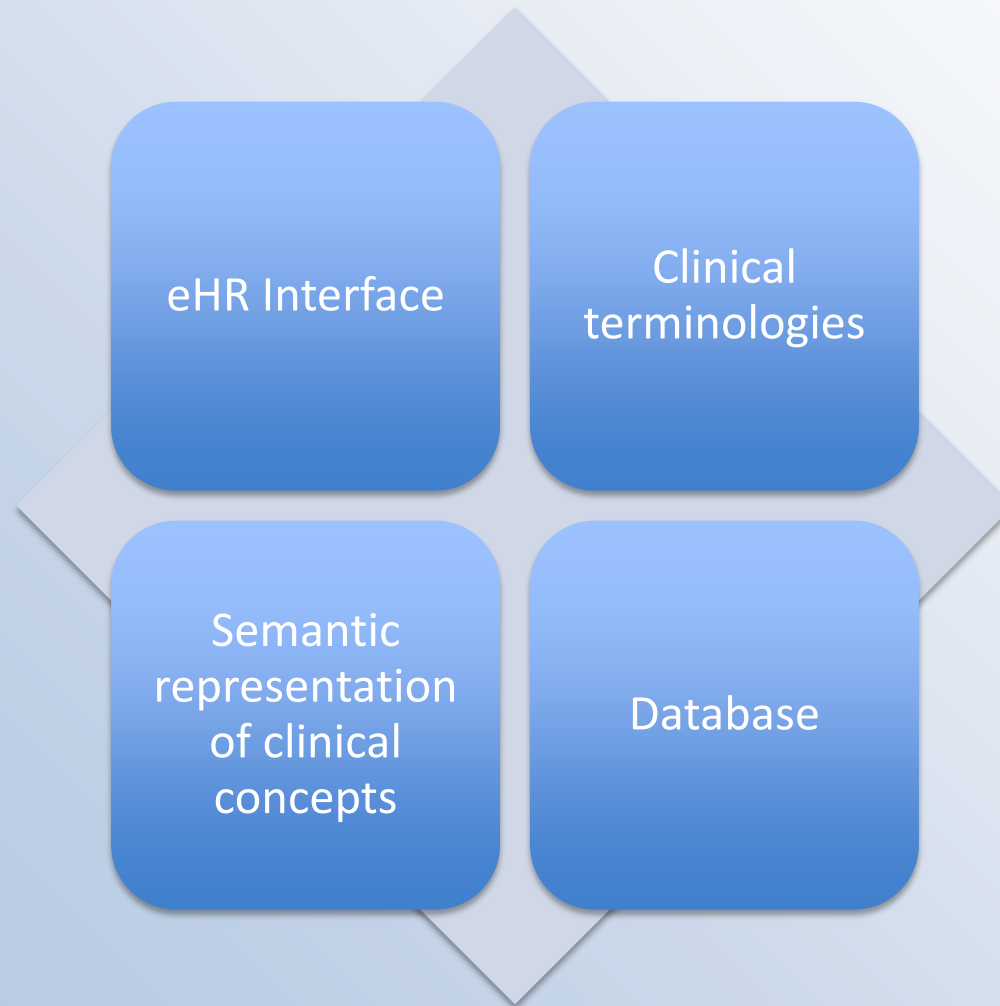 eHR Interface
Clinical
terminologies
Semantic
representation
of clinical
concepts
Database